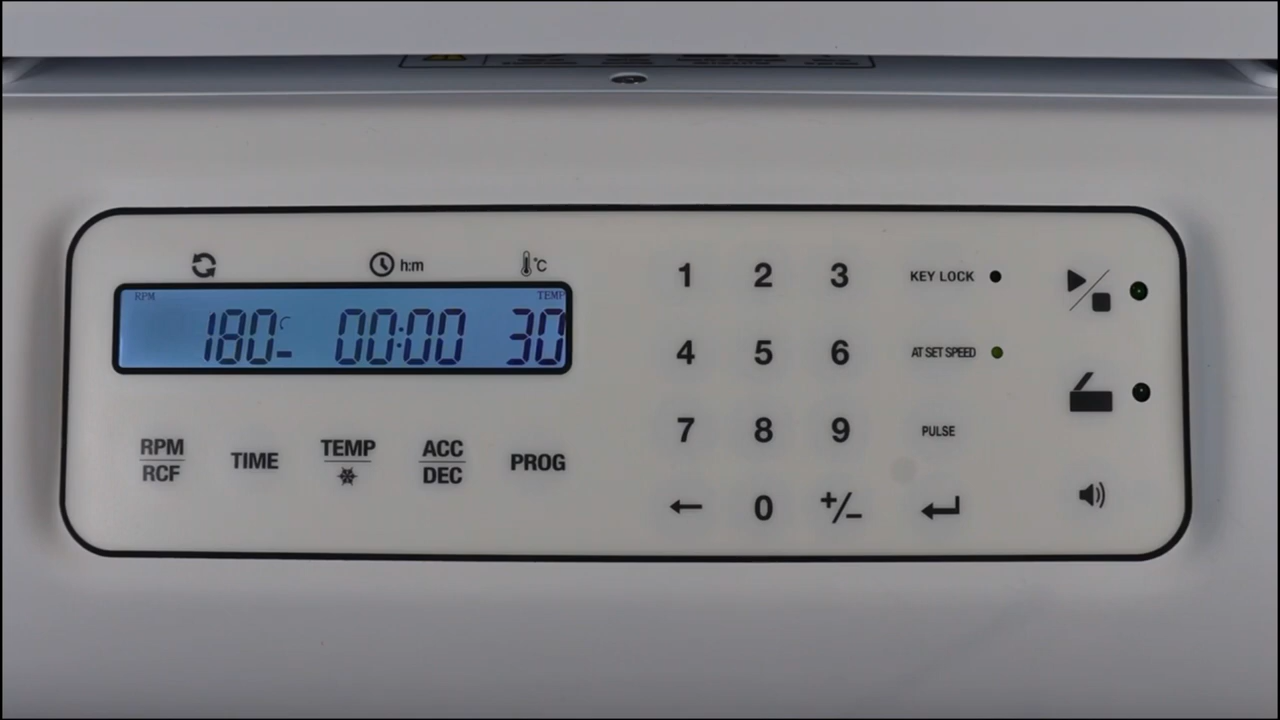 h:m °C
RPM TEMP
180 00:00 30
RPM
RCF
TIME
TEMP
ACC
DEC
PROG
1 2 3 KEY LOCK
4 5 6 AT SET SPEED
7 8 9 PULSE
← 0 +/−